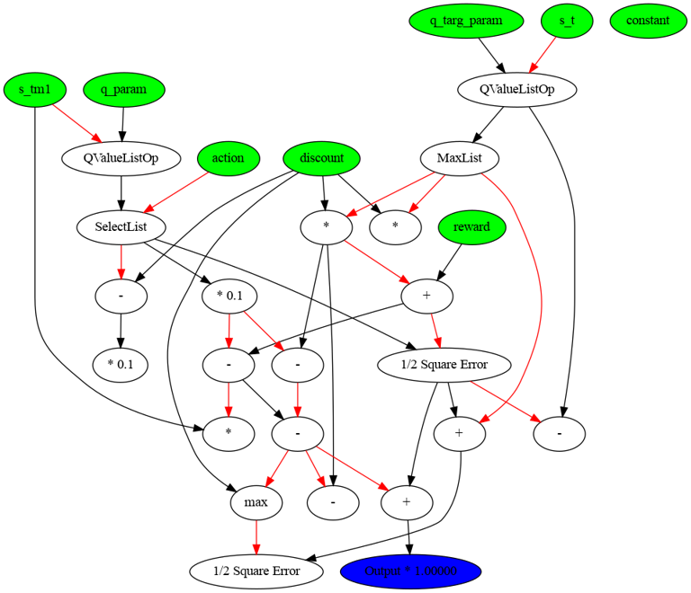 q_targ_param
s_t
constant
s_tm1
q_param
QValueListOp
QValueListOp
action
discount
MaxList
SelectList
*
*
reward
-
* 0.1
+
* 0.1
-
-
1/2 Square Error
*
-
+
-
max
-
+
1/2 Square Error
Output * 1.00000